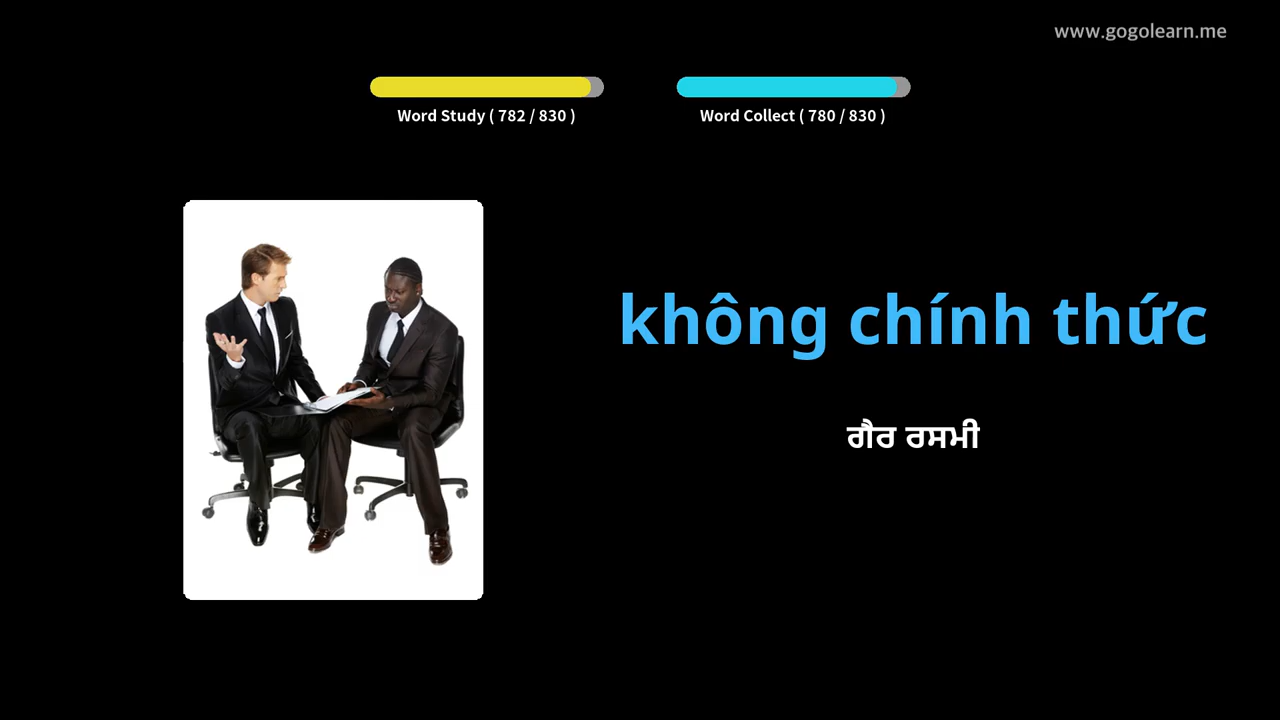 www.gogolearn.me
Word Study ( 782 / 830 )
Word Collect ( 780 / 830 )
không chính thức
ਗੈਰ ਰਸਮੀ